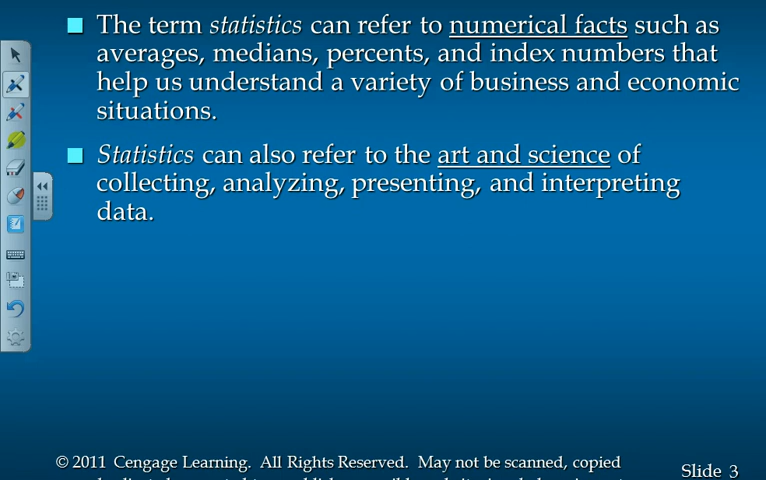 The term statistics can refer to numerical facts such as
averages, medians, percents, and index numbers that
help us understand a variety of business and economic
situations.
Statistics can also refer to the art and science of
collecting, analyzing, presenting, and interpreting
data.
© 2011 Cengage Learning. All Rights Reserved. May not be scanned, copied
Slide 3